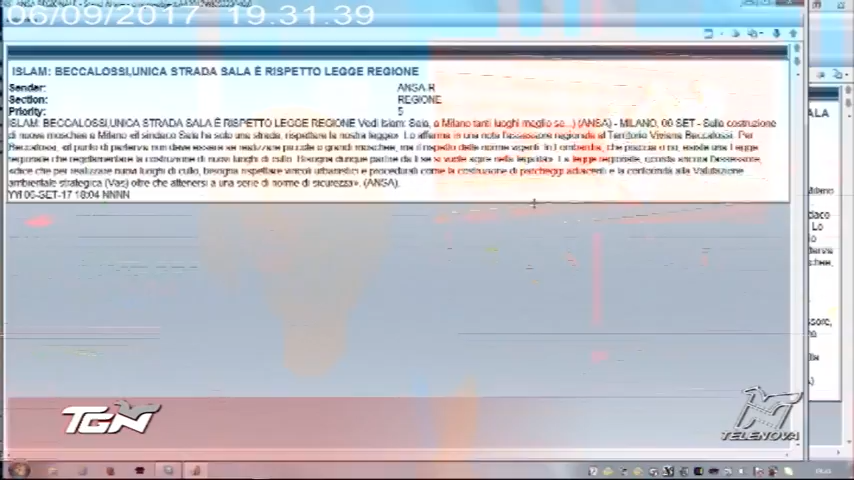 06/09/2017 19.31.39
ISLAM: BECCALOSSI,UNICA STRADA SALA È RISPETTO LEGGE REGIONE
Sender: ANSA-R
Section: REGIONE
Priority: 5
ISLAM: BECCALOSSI,UNICA STRADA SALA È RISPETTO LEGGE REGIONE Vedi Islam: Sala, a Milano tanti luoghi meglio se...) (ANSA) - MILANO, 06 SET - Sulla costruzione
di nuove moschee a Milano «il sindaco Sala ha solo una strada, rispettare la nostra legge». Lo afferma in una nota l'assessore regionale al Territorio Viviana Beccalossi. Per
Beccalossi, «il punto di partenza non deve essere se realizzare piccole o grandi moschee, ma il rispetto delle norme vigenti. In Lombardia, che piaccia o no, esiste una Legge
regionale che regolamenta la costruzione di nuovi luoghi di culto. Bisogna dunque partire da lì se si vuole agire nella legalità». La legge regionale, ricorda ancora l'assessore,
«dice che per realizzare nuovi luoghi di culto, bisogna rispettare vincoli urbanistici e procedurali come la costruzione di parcheggi adiacenti e la conformità alla Valutazione
ambientale strategica (Vas) oltre che attenersi a una serie di norme di sicurezza». (ANSA).
YYI 06-SET-17 18:04 NNNN
ALA
Milano
Lo
TGN
TELENOVA